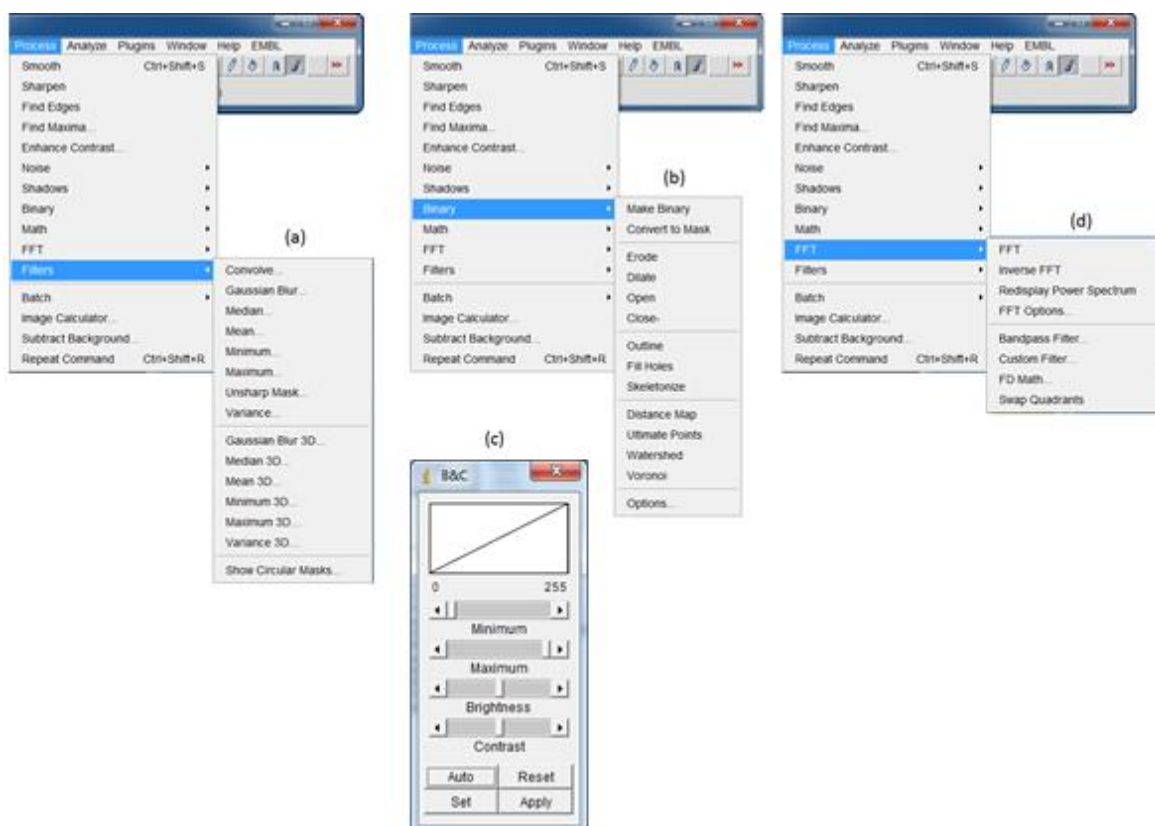 Process Analyze Plugins Window Help EMBL
Smooth Ctrl+Shift+S
Sharpen
Find Edges
Find Maxima...
Enhance Contrast...
Noise
Shadows
Binary
Math
FFT
Filters
Batch
Image Calculator...
Subtract Background...
Repeat Command Ctrl+Shift+R
(a)
Convolve...
Gaussian Blur...
Median...
Mean...
Minimum...
Maximum...
Unsharp Mask...
Variance...
Gaussian Blur 3D...
Median 3D...
Mean 3D...
Minimum 3D...
Maximum 3D...
Variance 3D...
Show Circular Masks...
Process Analyze Plugins Window Help EMBL
Smooth Ctrl+Shift+S
Sharpen
Find Edges
Find Maxima...
Enhance Contrast...
Noise
Shadows
Binary
Math
FFT
Filters
Batch
Image Calculator...
Subtract Background...
Repeat Command Ctrl+Shift+R
(b)
Make Binary
Convert to Mask
Erode
Dilate
Open
Close-
Outline
Fill Holes
Skeletonize
Distance Map
Ultimate Points
Watershed
Voronoi
Options...
(c)
B&C
0 255
Minimum
Maximum
Brightness
Contrast
Auto Reset
Set Apply
Process Analyze Plugins Window Help EMBL
Smooth Ctrl+Shift+S
Sharpen
Find Edges
Find Maxima...
Enhance Contrast...
Noise
Shadows
Binary
Math
FFT
Filters
Batch
Image Calculator...
Subtract Background...
Repeat Command Ctrl+Shift+R
(d)
FFT
Inverse FFT
Redisplay Power Spectrum
FFT Options...
Bandpass Filter...
Custom Filter...
FD Math...
Swap Quadrants